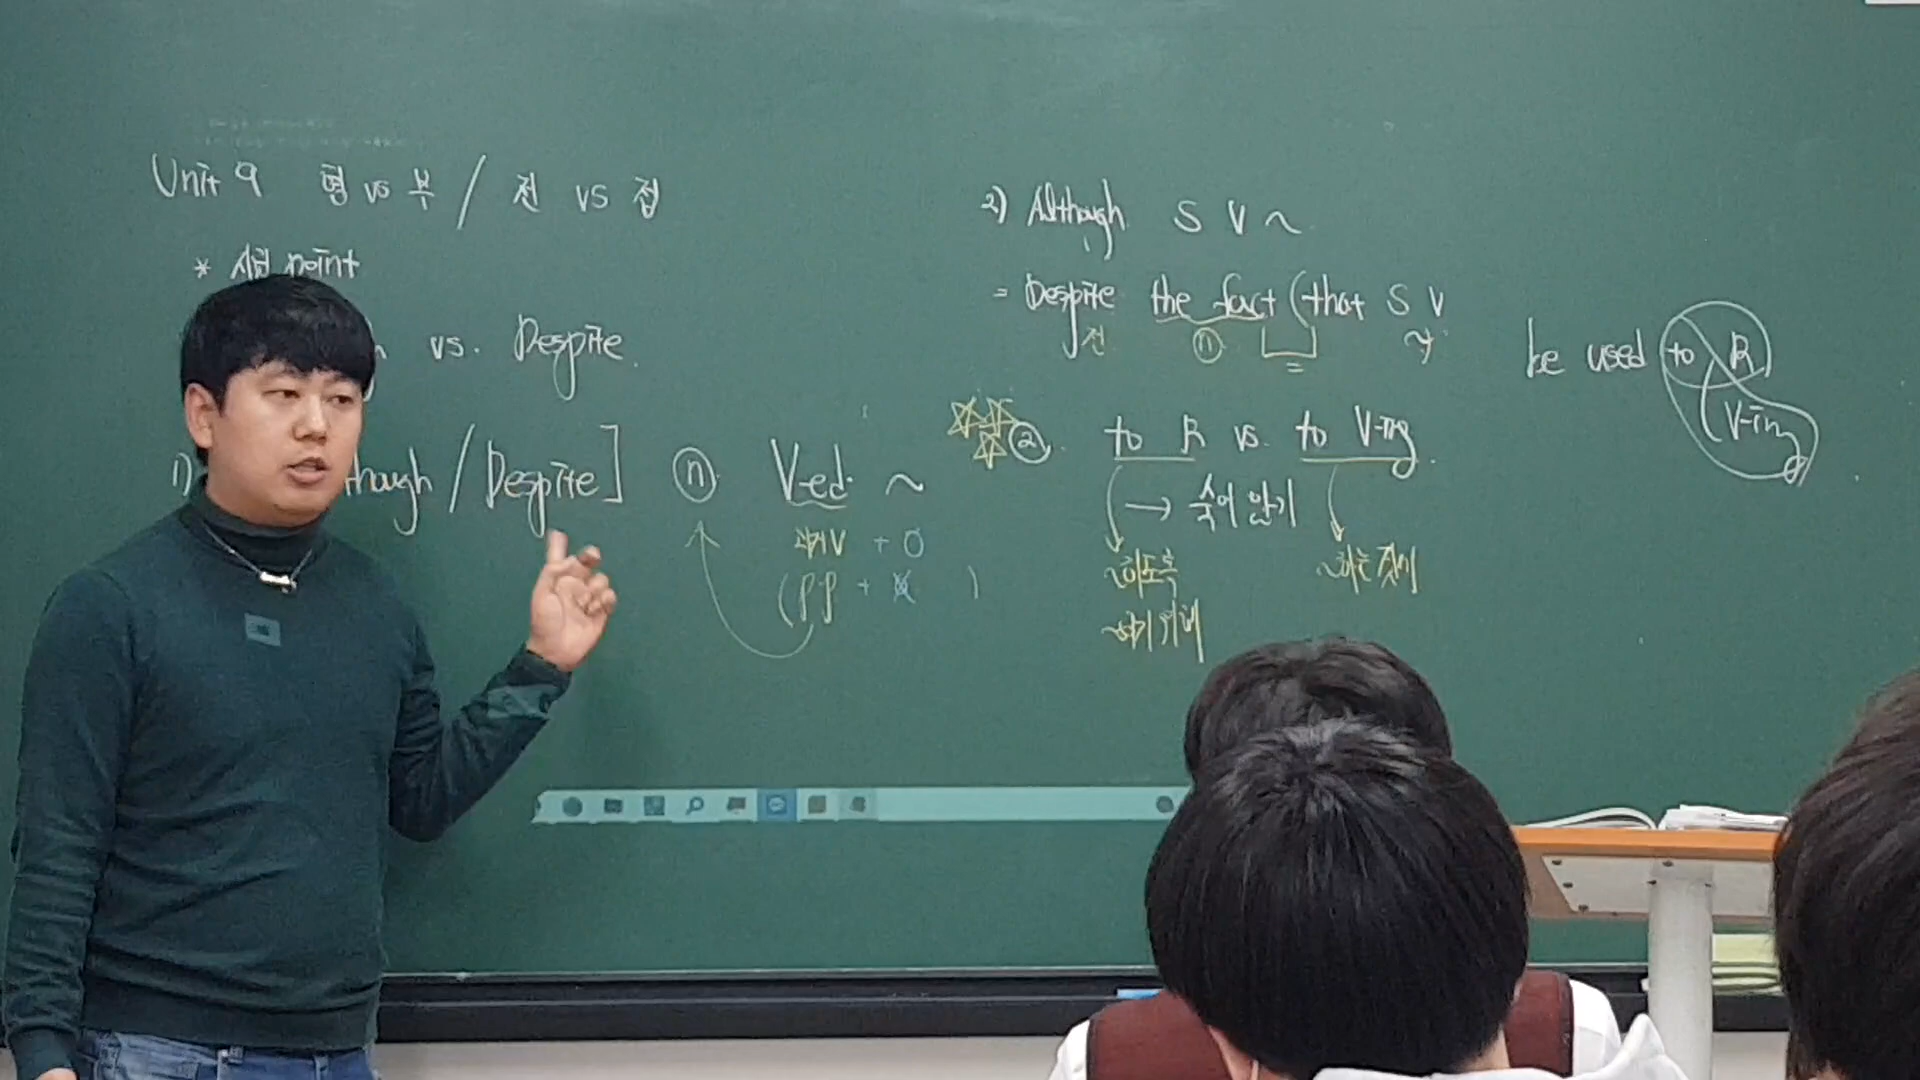 Unit 9 형 vs 부 / 전 vs 접
* 시험 point
vs. Despite.
1) though / Despite] ⓝ V-ed ~
과거V + O
(p.p + X )
2) Although S V ~
= Despite the fact (that S V
전 ⓝ
② to R vs. to V-ing
→ 숙어 암기
~하도록
~하기 위해
~하는 것에
be used to R
(V-ing